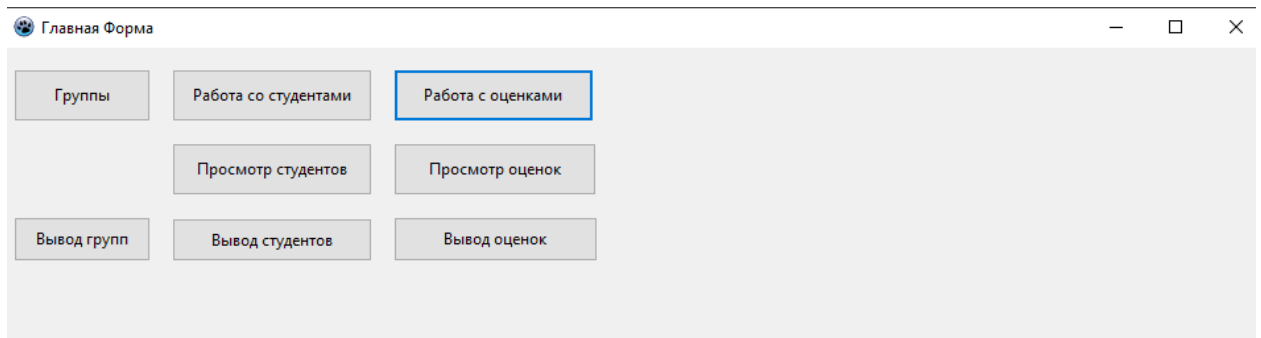 Главная Форма
Группы Работа со студентами Работа с оценками
Просмотр студентов Просмотр оценок
Вывод групп Вывод студентов Вывод оценок